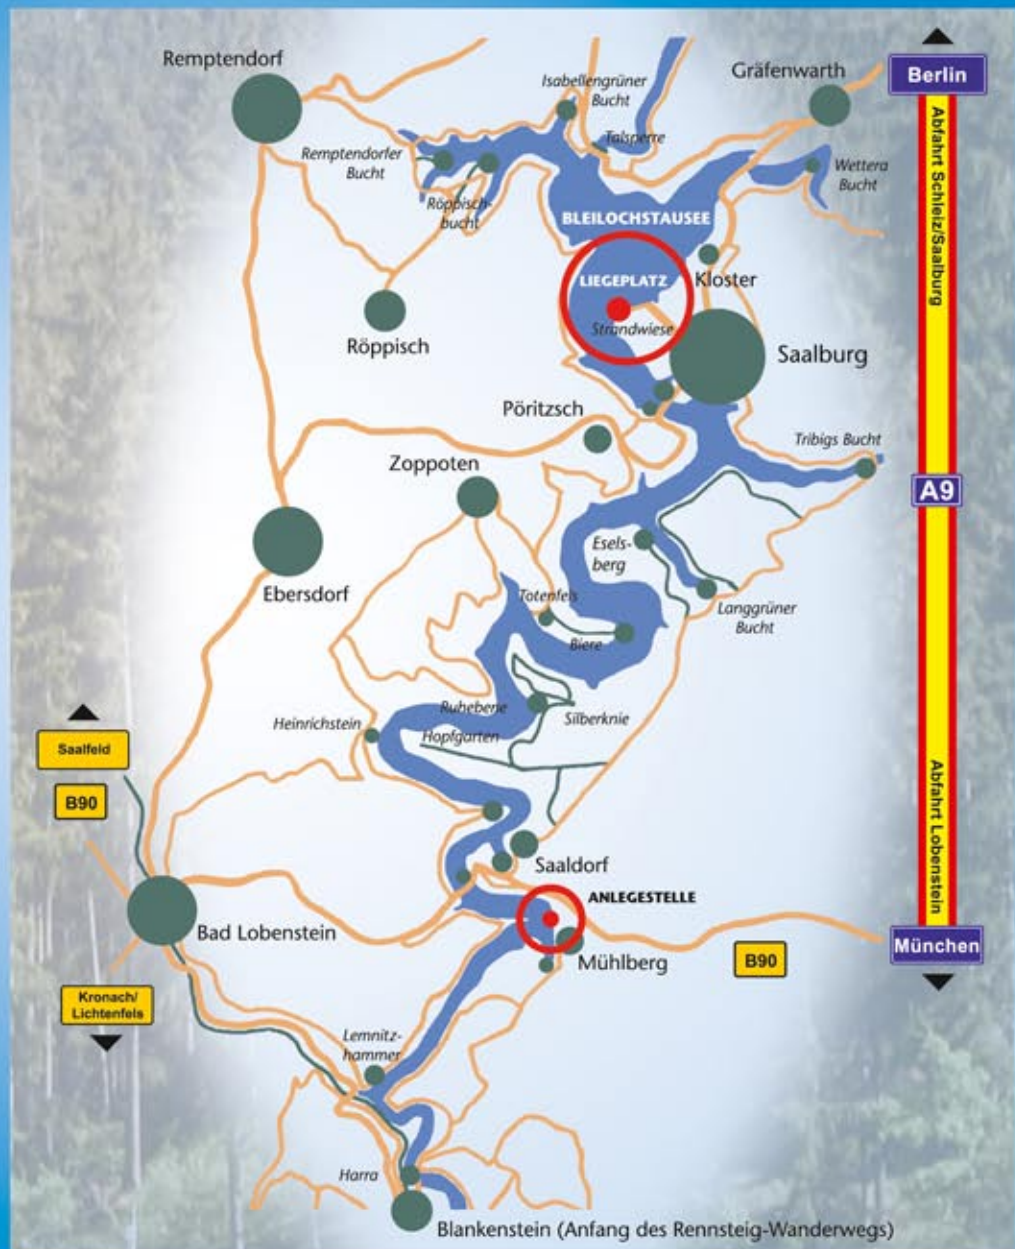 Remptendorf
Isabellengrüner
Bucht
Gräfenwarth
Berlin
Talsperre
Remptendorfer
Bucht
Wettera
Bucht
Röppisch-
bucht
Abfahrt Schleiz/Saalburg
BLEILOCHSTAUSEE
LIEGEPLATZ
Kloster
Strandwiese
Röppisch
Saalburg
Pöritzsch
Tribigs Bucht
Zoppoten
A9
Esels-
berg
Ebersdorf
Totenfels
Langgrüner
Bucht
Biere
Ruhebene
Silberknie
Heinrichstein
Hopfgarten
Saalfeld
B90
Abfahrt Lobenstein
Saaldorf
ANLEGESTELLE
Bad Lobenstein
München
Mühlberg
B90
Kronach/
Lichtenfels
Lemnitz-
hammer
Harra
Blankenstein (Anfang des Rennsteig-Wanderwegs)